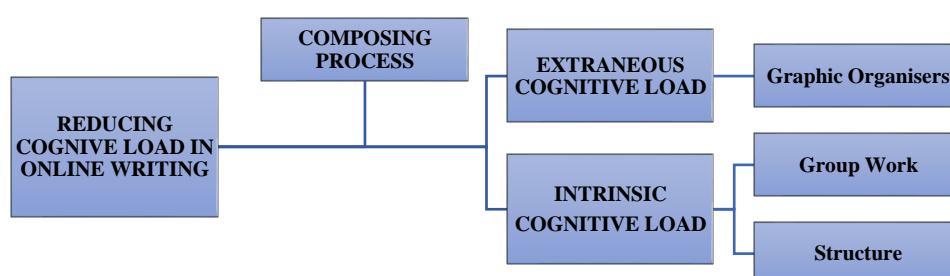 COMPOSING
PROCESS
REDUCING
COGNIVE LOAD IN
ONLINE WRITING
EXTRANEOUS
COGNITIVE LOAD
Graphic Organisers
INTRINSIC
COGNITIVE LOAD
Group Work
Structure